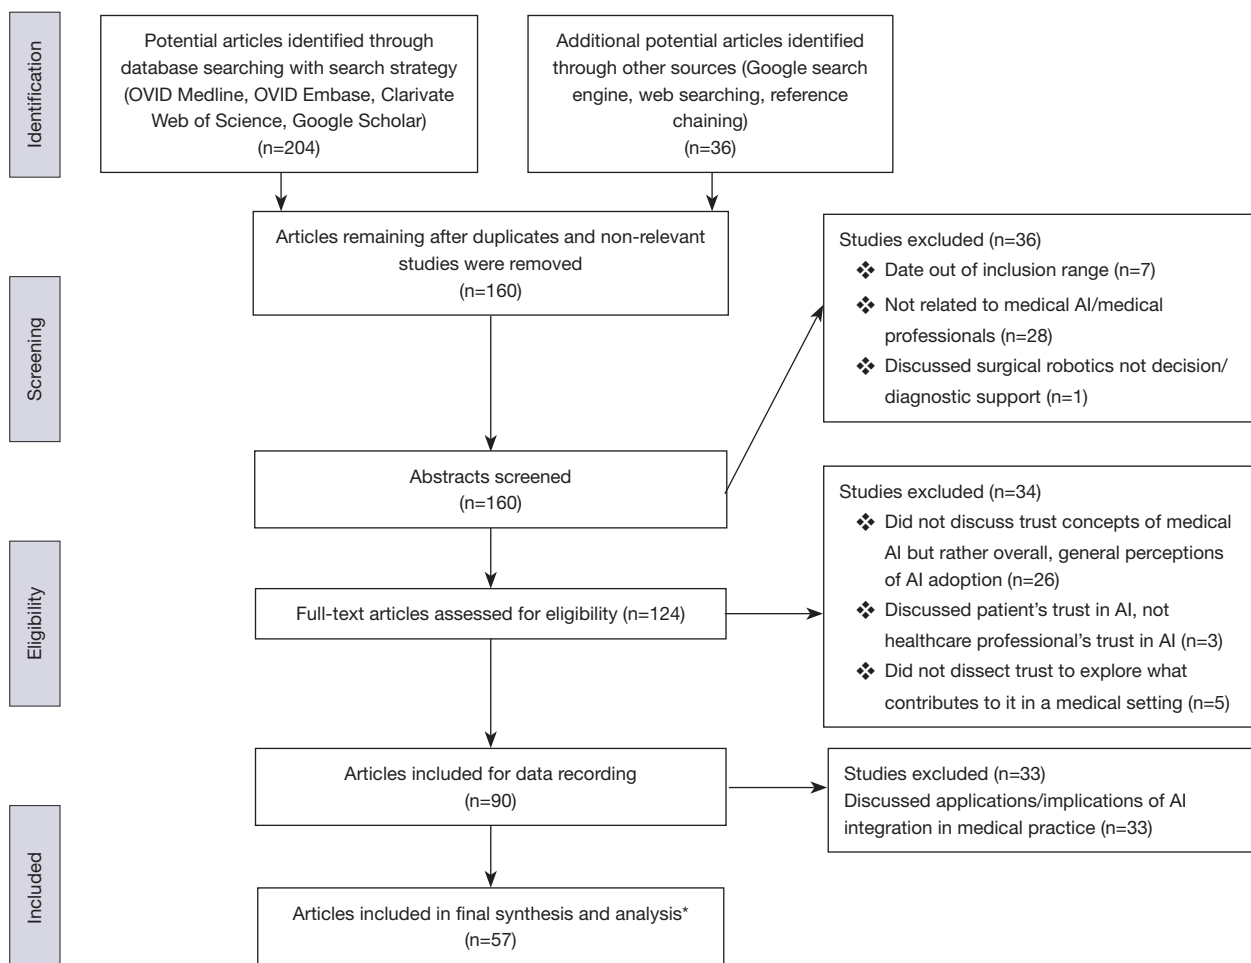 Identification
Potential articles identified through
database searching with search strategy
(OVID Medline, OVID Embase, Clarivate
Web of Science, Google Scholar)
(n=204)
Additional potential articles identified
through other sources (Google search
engine, web searching, reference
chaining)
(n=36)
Screening
Articles remaining after duplicates and non-relevant
studies were removed
(n=160)
Studies excluded (n=36)
❖ Date out of inclusion range (n=7)
❖ Not related to medical AI/medical
professionals (n=28)
❖ Discussed surgical robotics not decision/
diagnostic support (n=1)
Abstracts screened
(n=160)
Eligibility
Full-text articles assessed for eligibility (n=124)
Studies excluded (n=34)
❖ Did not discuss trust concepts of medical
AI but rather overall, general perceptions
of AI adoption (n=26)
❖ Discussed patient’s trust in AI, not
healthcare professional’s trust in AI (n=3)
❖ Did not dissect trust to explore what
contributes to it in a medical setting (n=5)
Included
Articles included for data recording
(n=90)
Studies excluded (n=33)
Discussed applications/implications of AI
integration in medical practice (n=33)
Articles included in final synthesis and analysis*
(n=57)